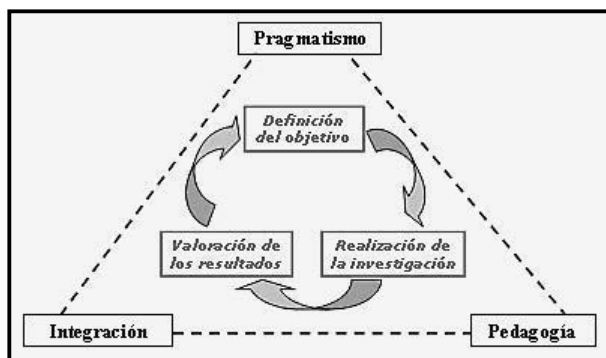 Pragmatismo
Definición
del objetivo
Valoración de
los resultados
Realización de
la investigación
Integración
Pedagogía